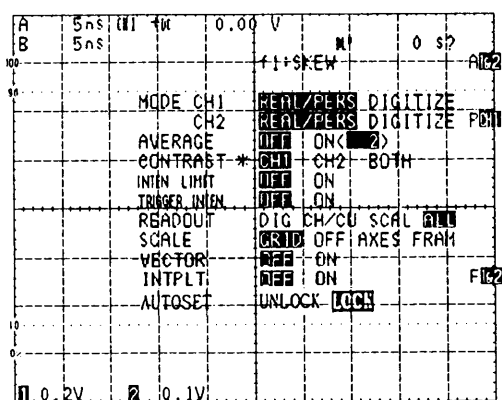 A 5ns CH1 +DC 0.00 V
B 5ns
0 S?
f1:SKEW
100
90
MODE CH1 REAL/PERS DIGITIZE
CH2 REAL/PERS DIGITIZE PCH1
AVERAGE OFF ON< 2>
CONTRAST * CH1 CH2 BOTH
INTEN LIMIT OFF ON
TRIGGER INTEN OFF ON
READOUT DIG CH/CU SCAL ALL
SCALE GRID OFF AXES FRAM
VECTOR OFF ON
INTPLT OFF ON
AUTOSET UNLOCK LOCK
10
0
1 0.2V 2 0.1V